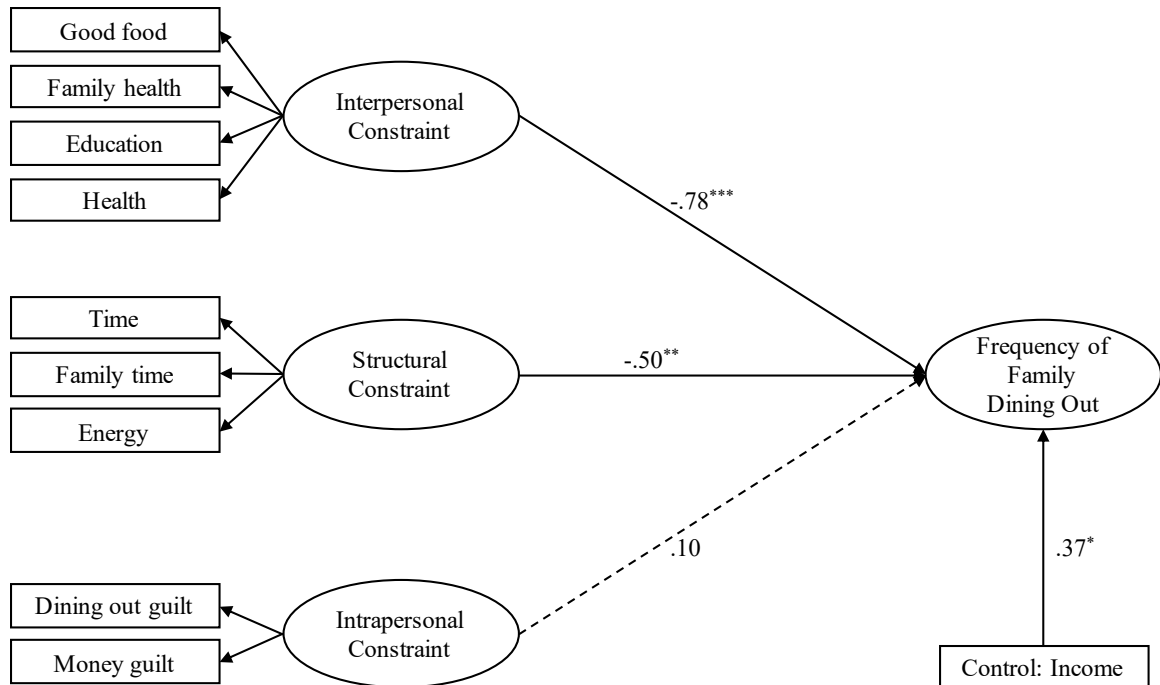 Good food
Family health
Education
Health
Interpersonal
Constraint
-.78***
Time
Family time
Energy
Structural
Constraint
-.50**
Frequency of
Family
Dining Out
Dining out guilt
Money guilt
Intrapersonal
Constraint
.10
.37*
Control: Income